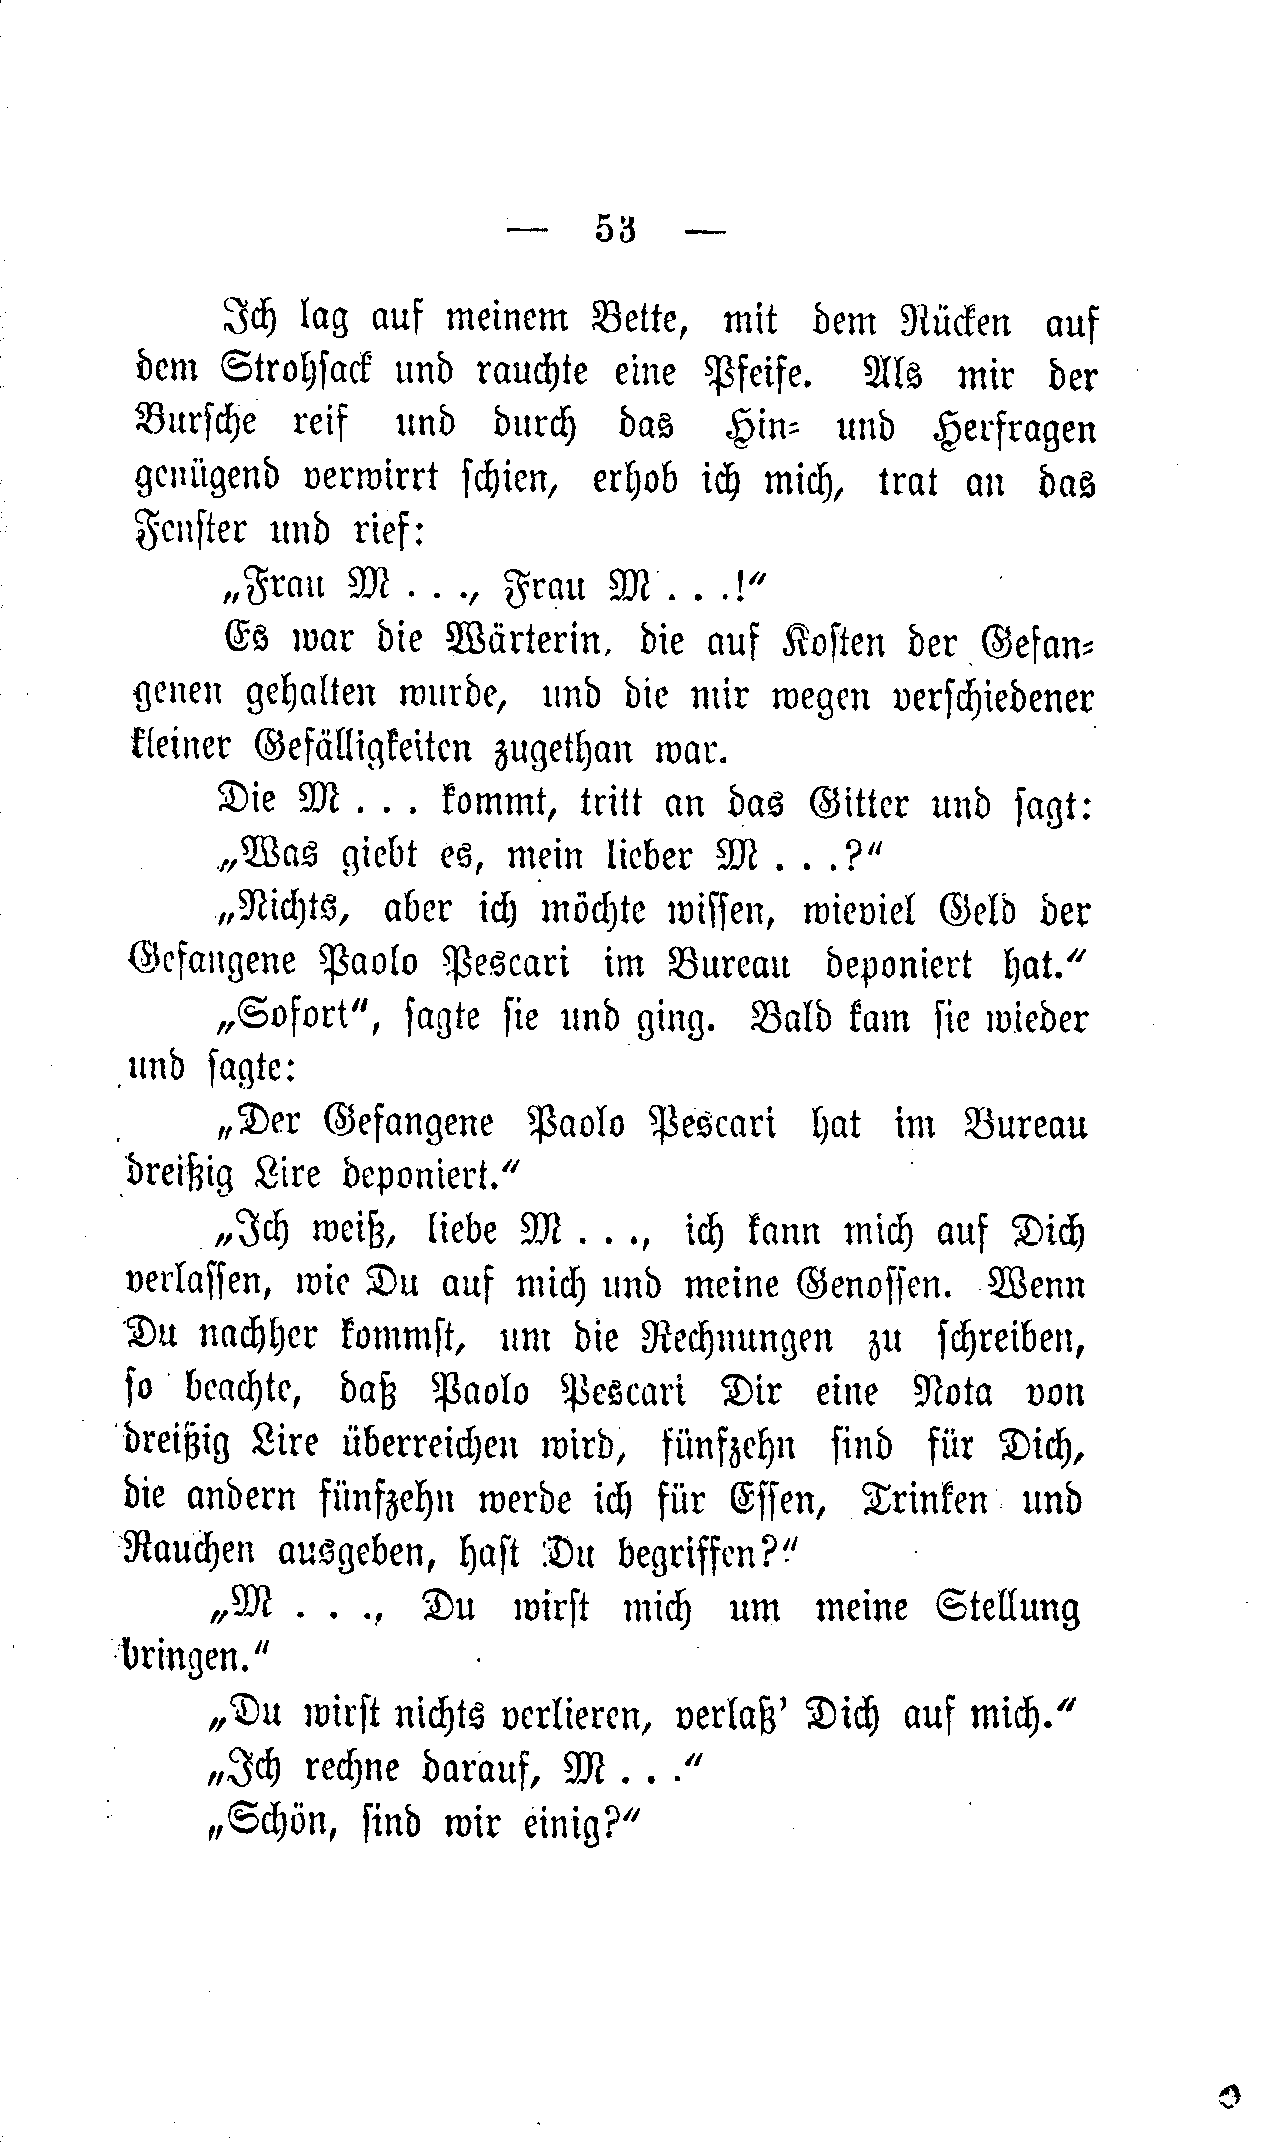 — 53 —
Ich lag auf meinem Bette, mit dem Rücken auf
dem Strohsack und rauchte eine Pfeife. Als mir der
Bursche reif und durch das Hin- und Herfragen
genügend verwirrt schien, erhob ich mich, trat an das
Fenster und rief:
„Frau M . . ., Frau M . . .!“
Es war die Wärterin, die auf Kosten der Gefan-
genen gehalten wurde, und die mir wegen verschiedener
kleiner Gefälligkeiten zugethan war.
Die M . . . kommt, tritt an das Gitter und sagt:
„Was giebt es, mein lieber M . . .?“
„Nichts, aber ich möchte wissen, wieviel Geld der
Gefangene Paolo Pescari im Bureau deponiert hat.“
„Sofort“, sagte sie und ging. Bald kam sie wieder
und sagte:
„Der Gefangene Paolo Pescari hat im Bureau
dreißig Lire deponiert.“
„Ich weiß, liebe M . . ., ich kann mich auf Dich
verlassen, wie Du auf mich und meine Genossen. Wenn
Du nachher kommst, um die Rechnungen zu schreiben,
so beachte, daß Paolo Pescari Dir eine Nota von
dreißig Lire überreichen wird, fünfzehn sind für Dich,
die andern fünfzehn werde ich für Essen, Trinken und
Rauchen ausgeben, hast Du begriffen?“
„M . . ., Du wirst mich um meine Stellung
bringen.“
„Du wirst nichts verlieren, verlaß' Dich auf mich.“
„Ich rechne darauf, M . . .“
„Schön, sind wir einig?“